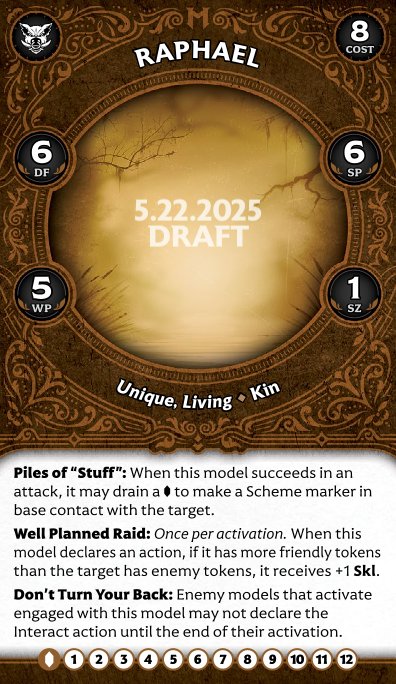 RAPHAEL
8
COST
6
DF
6
SP
5.22.2025
DRAFT
5
WP
1
SZ
Unique, Living ◆ Kin
Piles of “Stuff”: When this model succeeds in an
attack, it may drain a ⬧ to make a Scheme marker in
base contact with the target.
Well Planned Raid: Once per activation. When this
model declares an action, if it has more friendly tokens
than the target has enemy tokens, it receives +1 Skl.
Don’t Turn Your Back: Enemy models that activate
engaged with this model may not declare the
Interact action until the end of their activation.
1 2 3 4 5 6 7 8 9 10 11 12